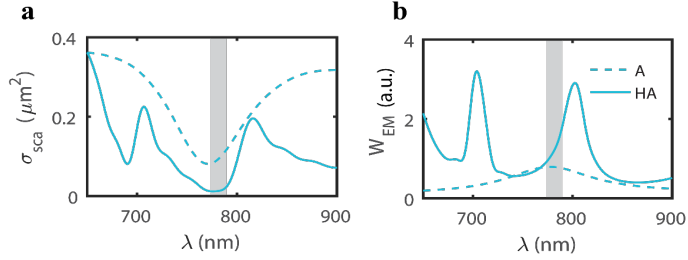 a
0.4
0.2
0
700
800
900
λ (nm)
σsca (μm²)
b
4
2
0
700
800
900
λ (nm)
WEM (a.u.)
A
HA